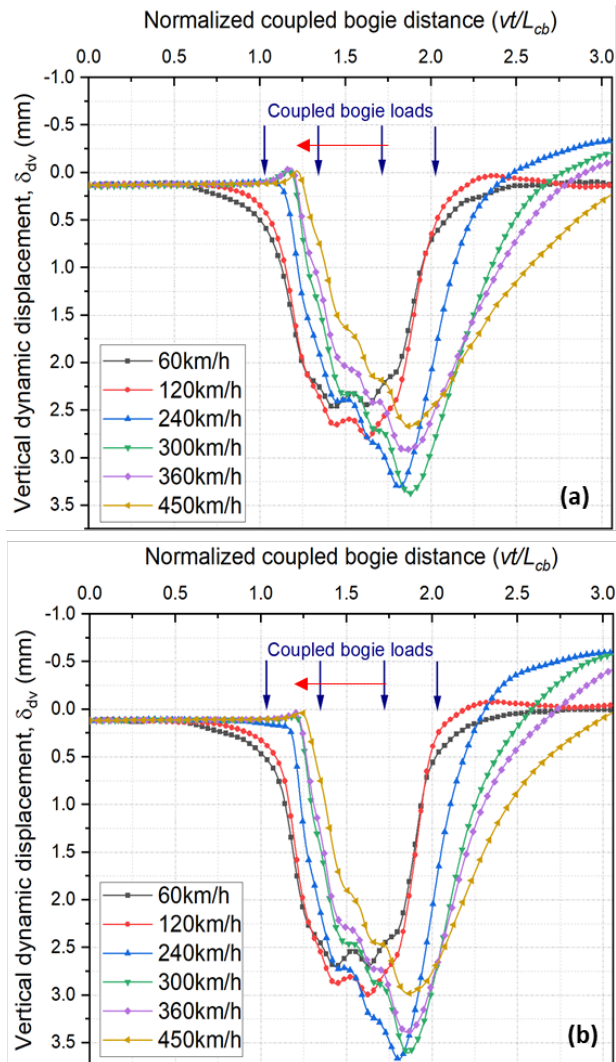 Normalized coupled bogie distance (vt/Lcb)
0.0 0.5 1.0 1.5 2.0 2.5 3.0
-1.0
-0.5
0.0
0.5
1.0
1.5
2.0
2.5
3.0
3.5
Vertical dynamic displacement, δdv (mm)
Coupled bogie loads
60km/h
120km/h
240km/h
300km/h
360km/h
450km/h
(a)
Normalized coupled bogie distance (vt/Lcb)
0.0 0.5 1.0 1.5 2.0 2.5 3.0
-1.0
-0.5
0.0
0.5
1.0
1.5
2.0
2.5
3.0
3.5
Vertical dynamic displacement, δdv (mm)
Coupled bogie loads
60km/h
120km/h
240km/h
300km/h
360km/h
450km/h
(b)